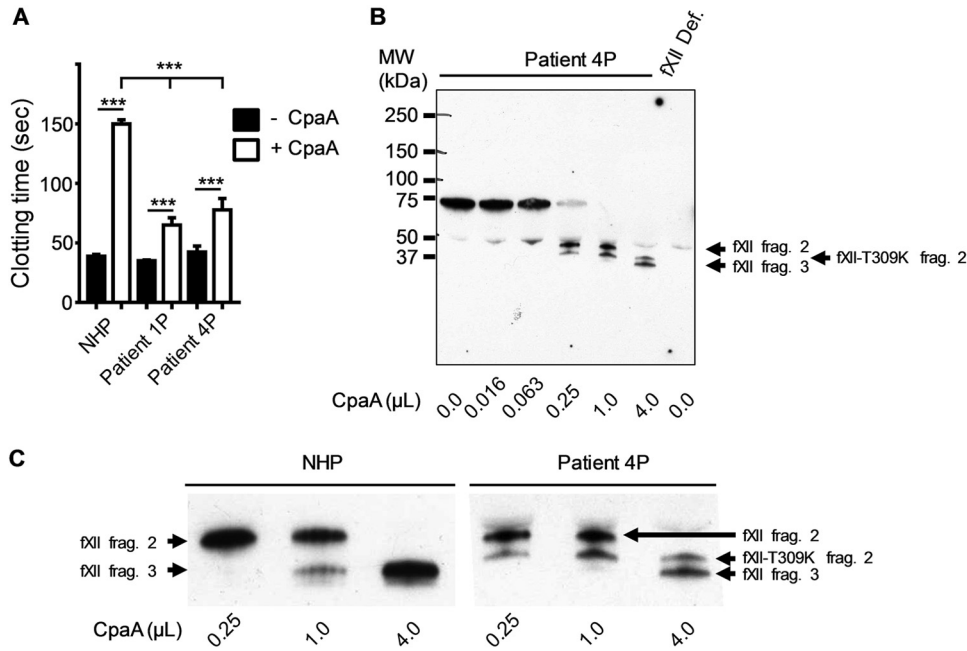 A
Clotting time (sec)
150
100
50
0
***
***
***
***
- CpaA
+ CpaA
NHP
Patient 1P
Patient 4P
B
MW
(kDa)
Patient 4P
fXII Def.
250
150
100
75
50
37
fXII frag. 2
fXII-T309K frag. 2
fXII frag. 3
CpaA (µL)
0.0
0.016
0.063
0.25
1.0
4.0
0.0
C
NHP
Patient 4P
fXII frag. 2
fXII frag. 3
fXII frag. 2
fXII-T309K frag. 2
fXII frag. 3
CpaA (µL)
0.25
1.0
4.0
0.25
1.0
4.0